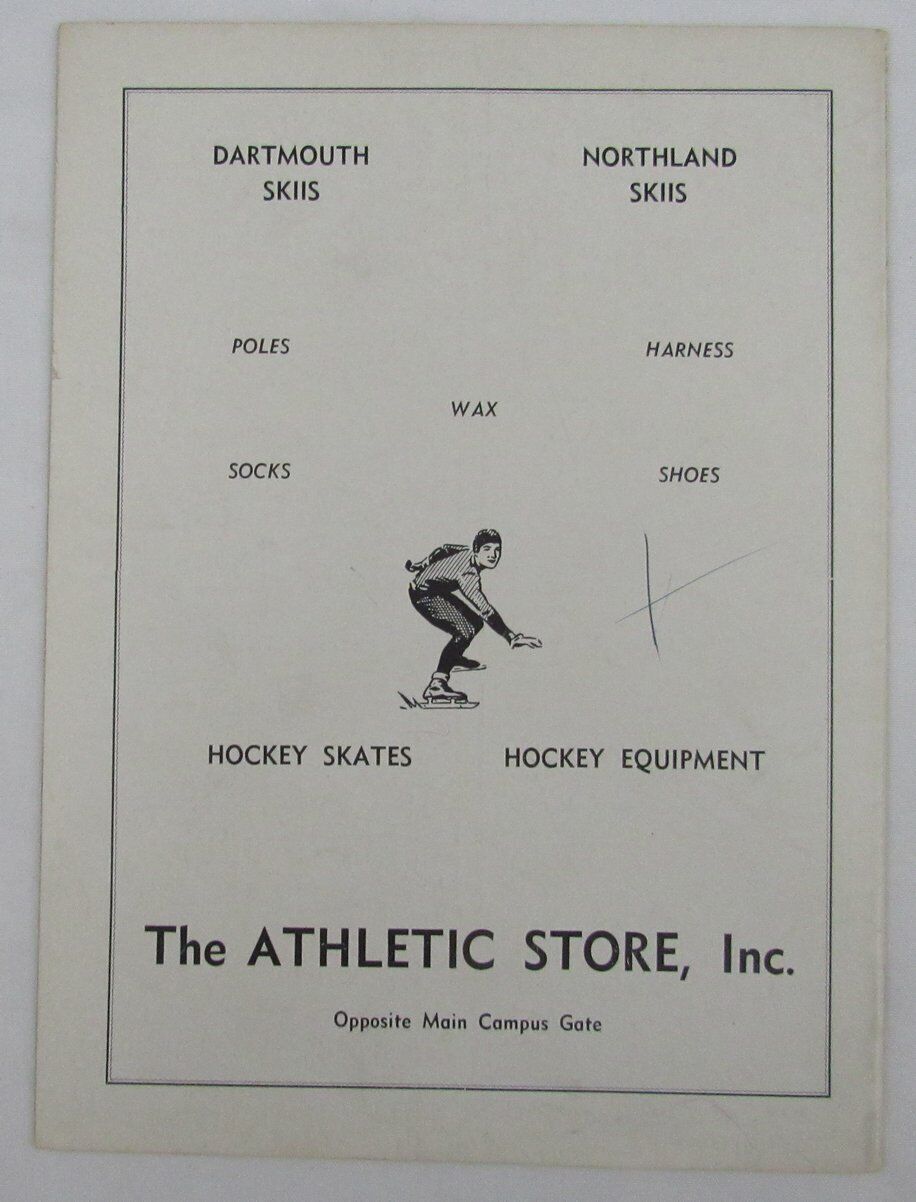 DARTMOUTH SKIIS
NORTHLAND SKIIS
POLES
HARNESS
WAX
SOCKS
SHOES
HOCKEY SKATES
HOCKEY EQUIPMENT
The ATHLETIC STORE, Inc.
Opposite Main Campus Gate